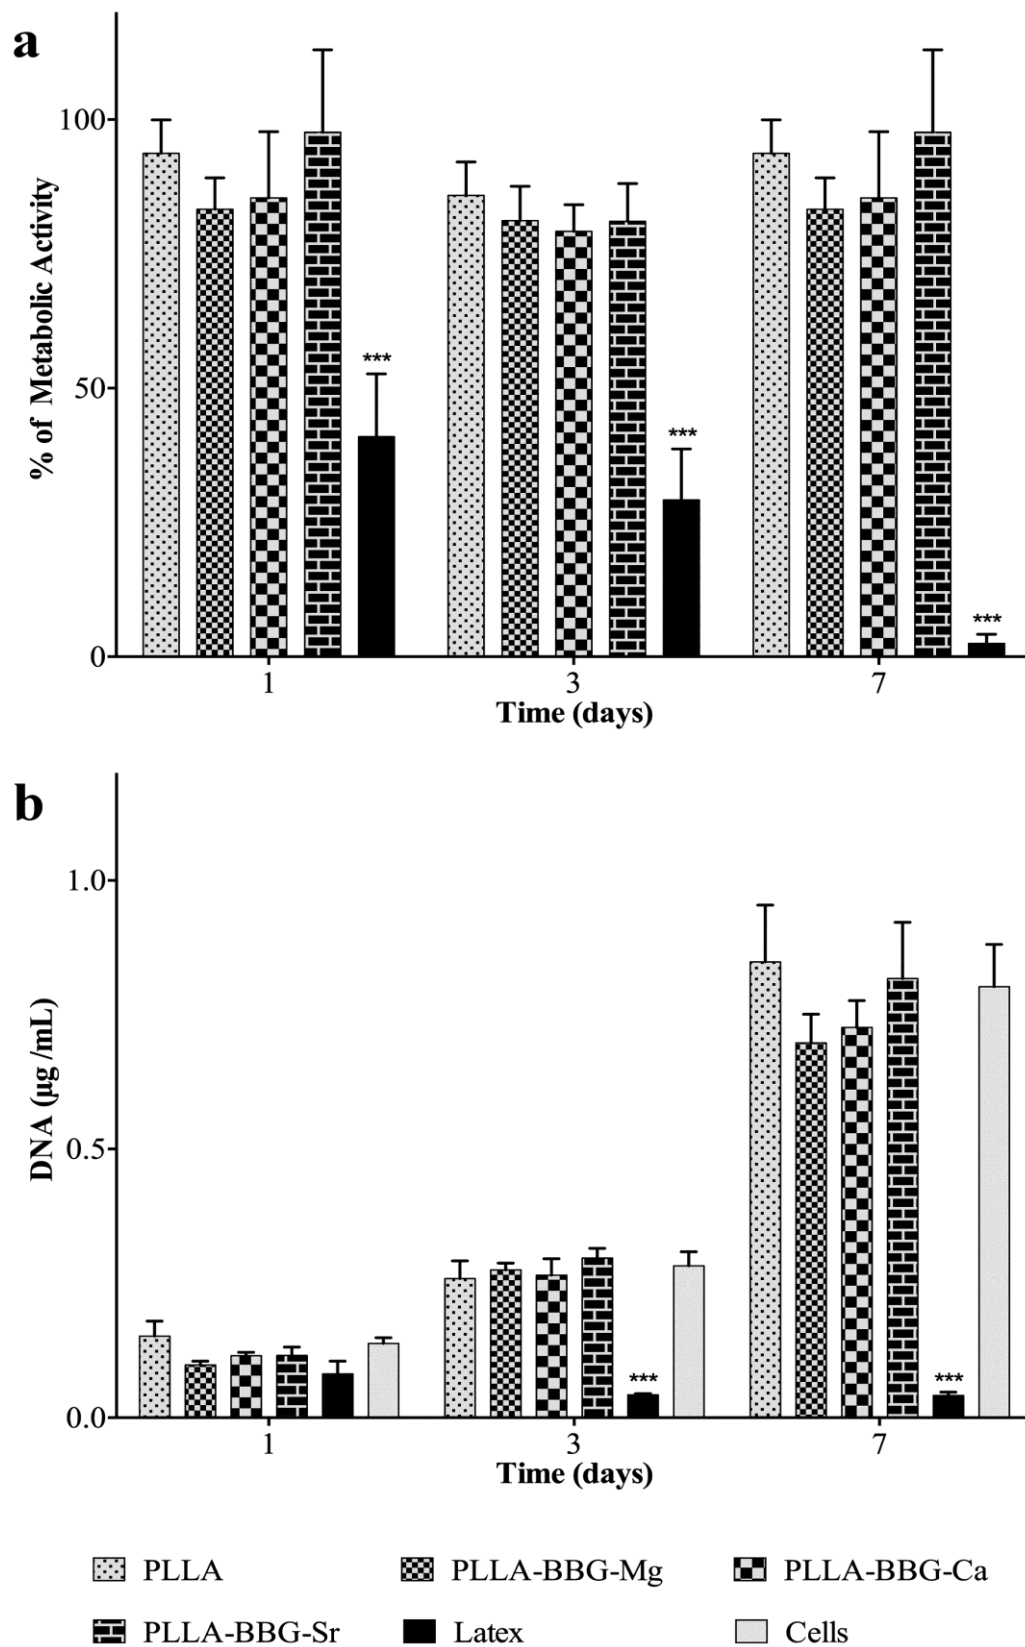 a
% of Metabolic Activity
100
50
0
***
***
***
1 3 7
Time (days)
b
DNA (µg /mL)
1.0
0.5
0.0
***
***
1 3 7
Time (days)
PLLA PLLA-BBG-Mg PLLA-BBG-Ca
PLLA-BBG-Sr Latex Cells